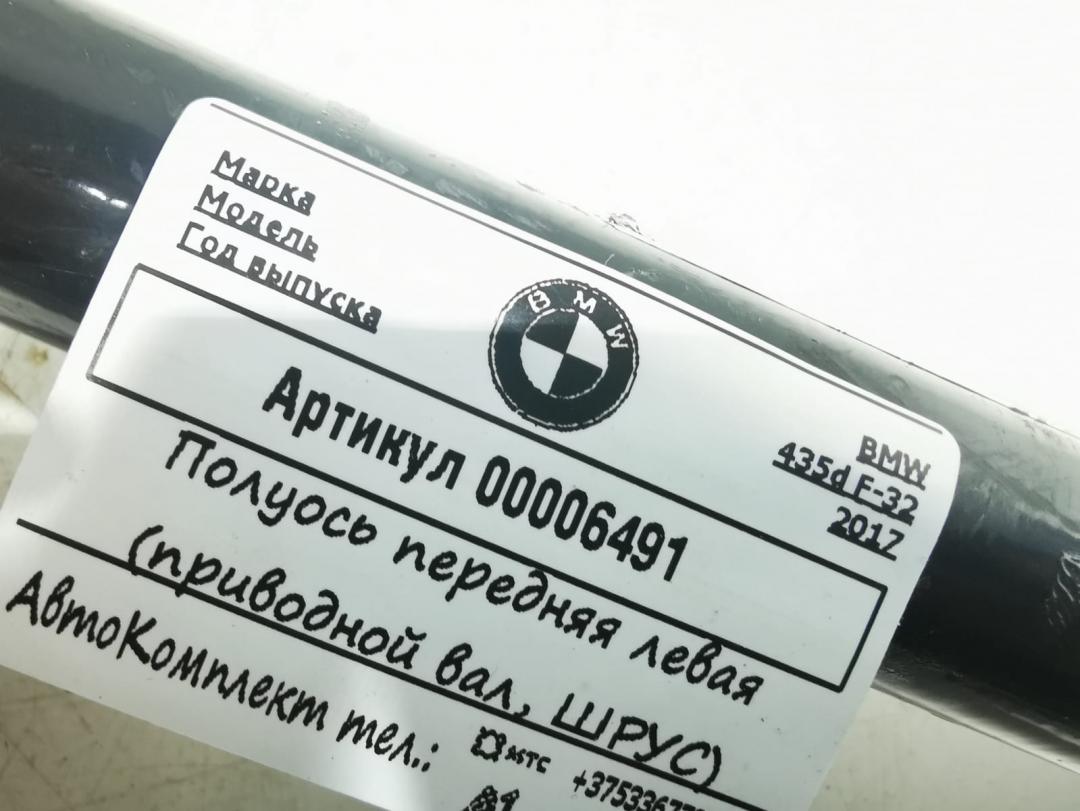 Марка
Модель
Год выпуска
BMW
BMW
435d F-32
2017
Артикул 00006491
Полуось передняя левая
(приводной вал, ШРУС)
АвтоКомплект тел.:
мтс